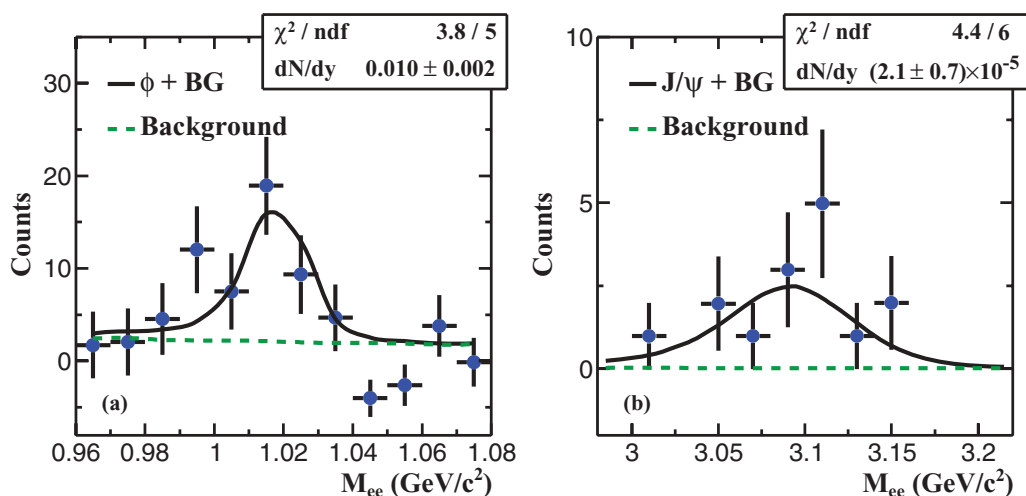 χ² / ndf 3.8 / 5
dN/dy 0.010 ± 0.002
ϕ + BG
Background
30
20
10
0
Counts
(a)
0.96 0.98 1 1.02 1.04 1.06 1.08
M_ee (GeV/c²)
χ² / ndf 4.4 / 6
dN/dy (2.1 ± 0.7)×10⁻⁵
J/ψ + BG
Background
10
5
0
Counts
(b)
3 3.05 3.1 3.15 3.2
M_ee (GeV/c²)